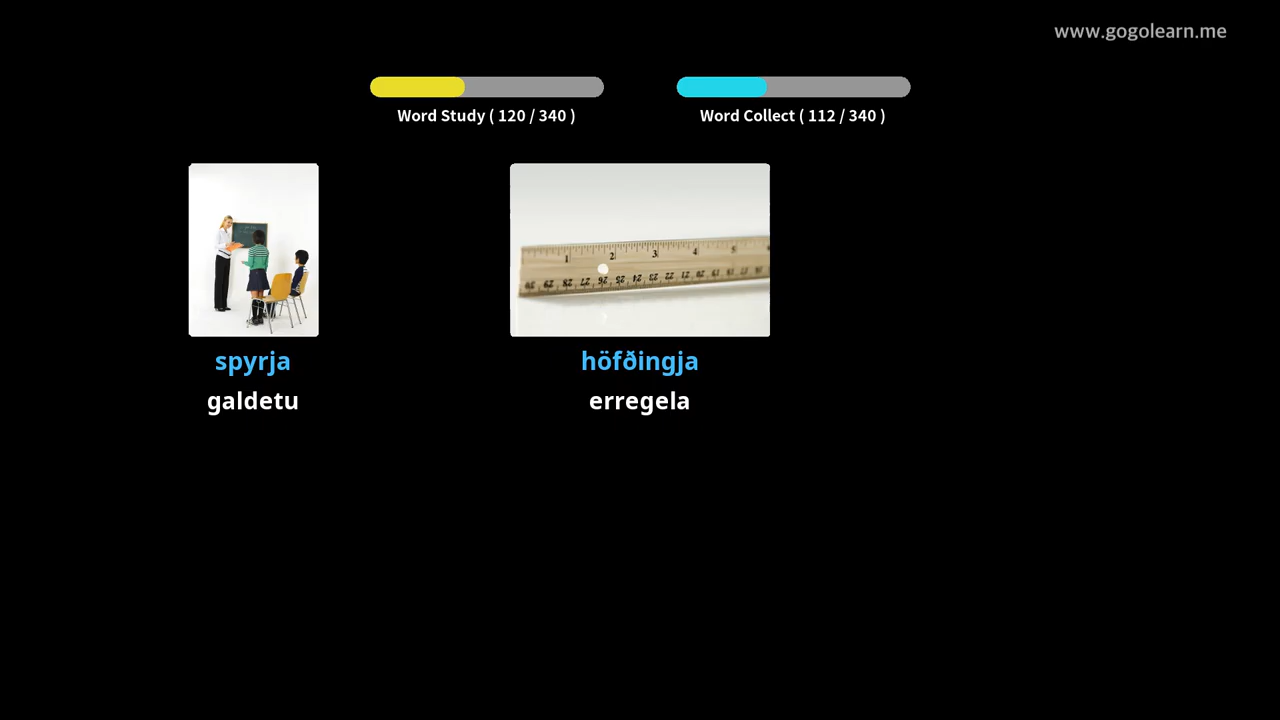 www.gogolearn.me
Word Study ( 120 / 340 )
Word Collect ( 112 / 340 )
spyrja
höfðingja
galdetu
erregela